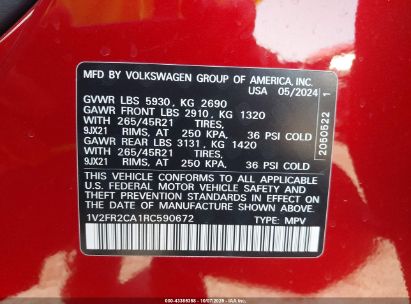 MFD BY VOLKSWAGEN GROUP OF AMERICA, INC.
USA 05/2024
GVWR LBS 5930, KG 2690
GAWR FRONT LBS 2910, KG 1320
WITH 265/45R21 TIRES,
9JX21 RIMS, AT 250 KPA, 36 PSI COLD
GAWR REAR LBS 3131, KG 1420
WITH 265/45R21 TIRES,
9JX21 RIMS, AT 250 KPA, 36 PSI COLD
THIS VEHICLE CONFORMS TO ALL APPLICABLE
U.S. FEDERAL MOTOR VEHICLE SAFETY AND
THEFT PREVENTION STANDARDS IN EFFECT ON THE
DATE OF MANUFACTURE SHOWN ABOVE.
1V2FR2CA1RC590672 TYPE: MPV
2050522 1